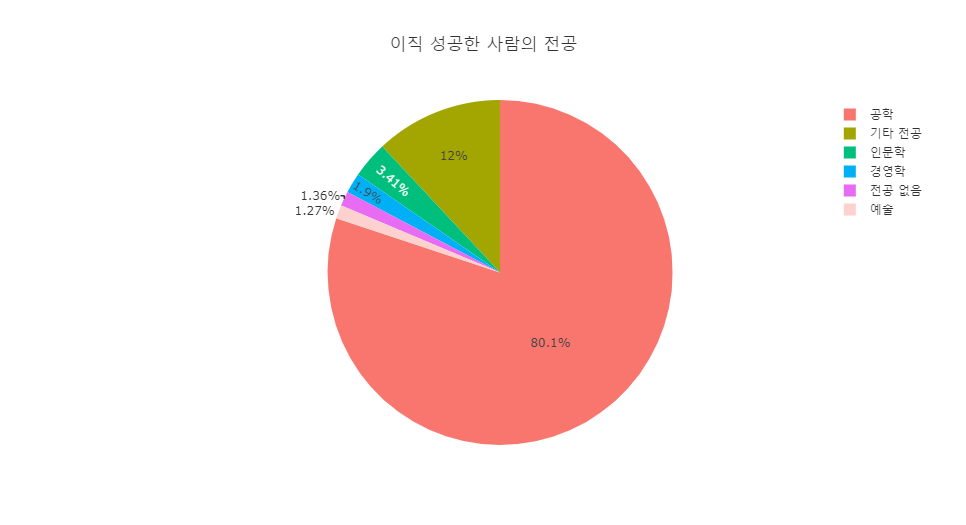 이직 성공한 사람의 전공
공학
기타 전공
인문학
경영학
전공 없음
예술
12%
3.41%
1.9%
1.36%
1.27%
80.1%